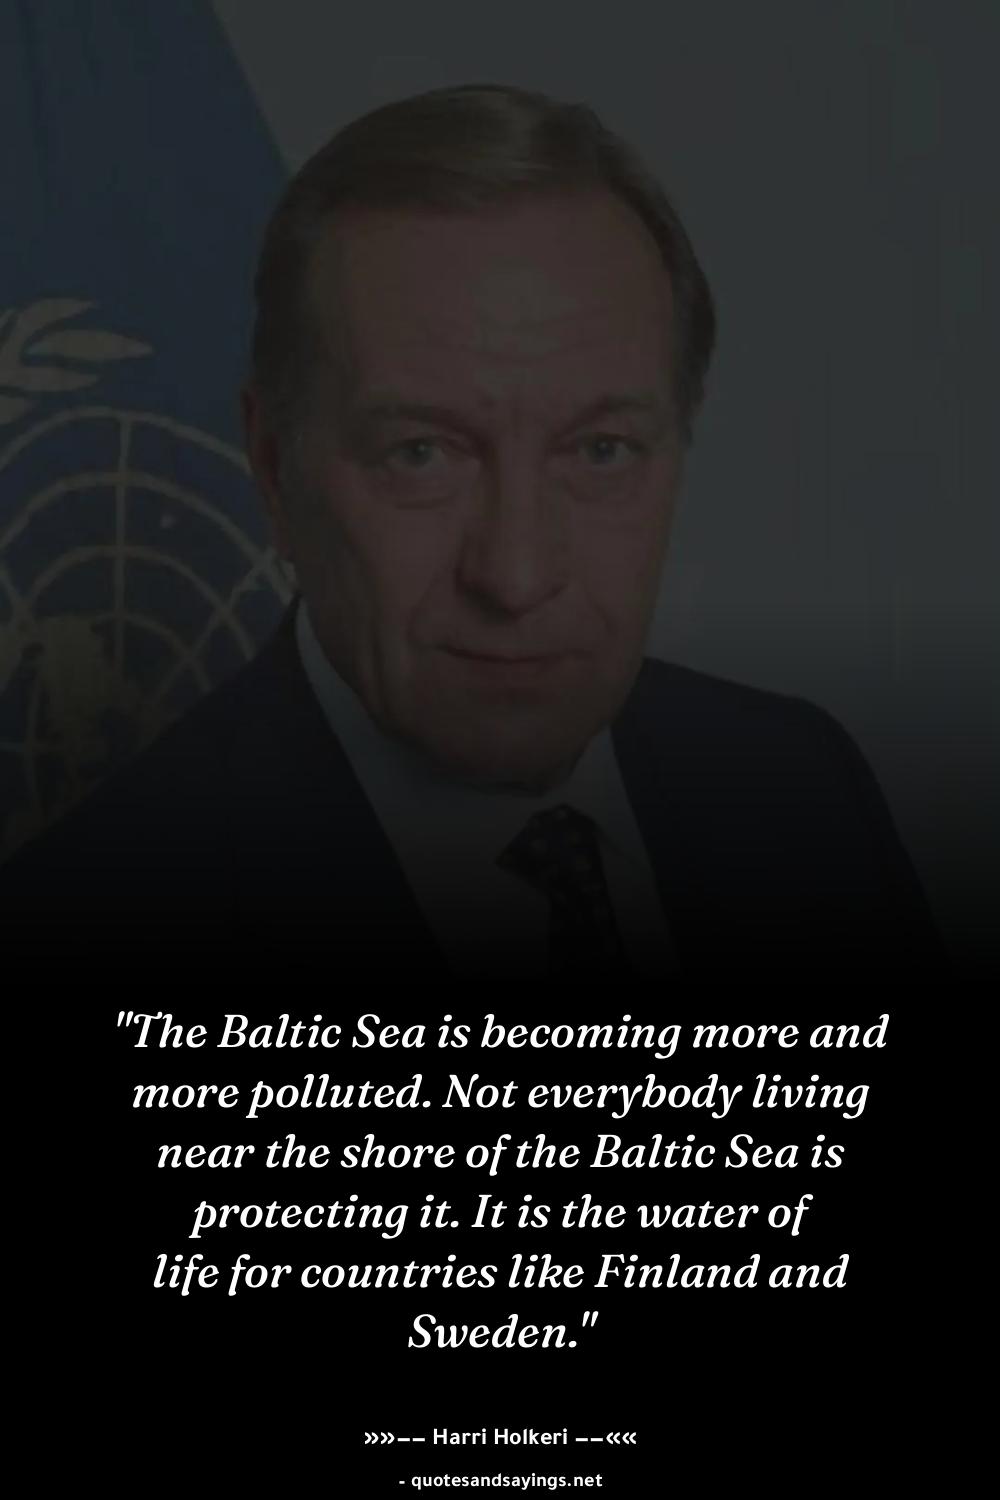 "The Baltic Sea is becoming more and
more polluted. Not everybody living
near the shore of the Baltic Sea is
protecting it. It is the water of
life for countries like Finland and
Sweden."
»»−− Harri Holkeri −−««
- quotesandsayings.net